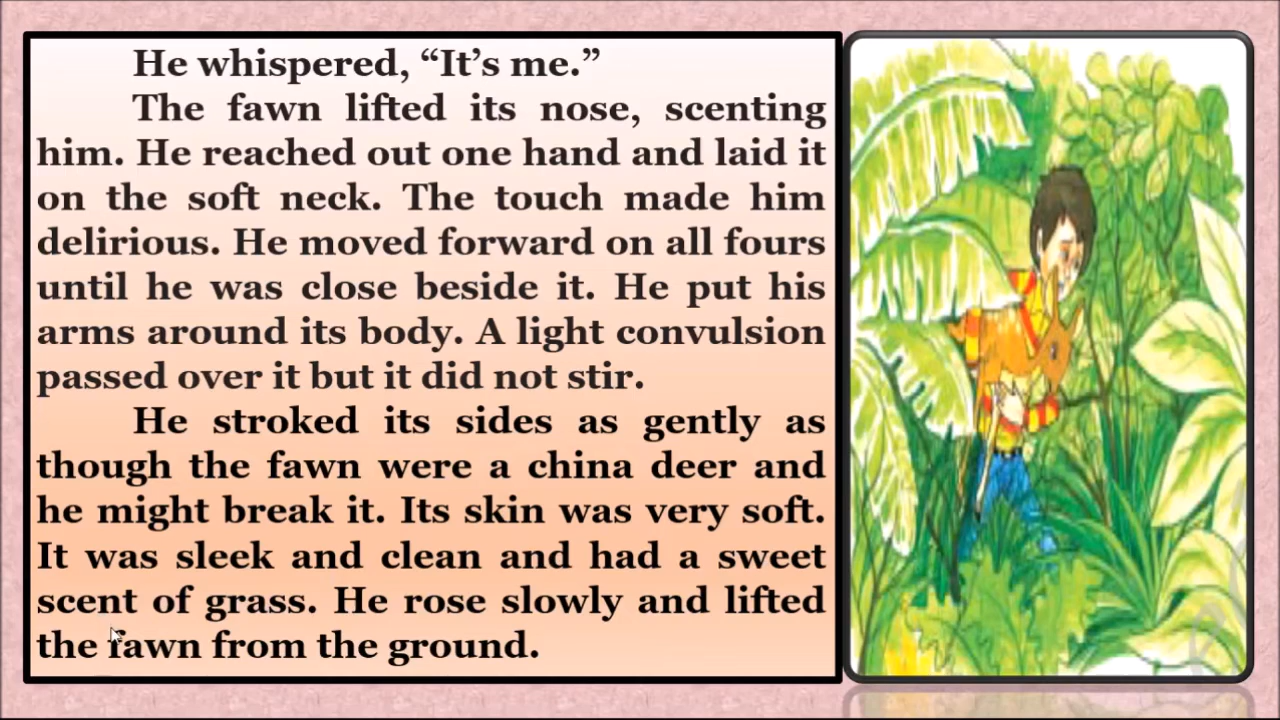 He whispered, “It’s me.”
The fawn lifted its nose, scenting
him. He reached out one hand and laid it
on the soft neck. The touch made him
delirious. He moved forward on all fours
until he was close beside it. He put his
arms around its body. A light convulsion
passed over it but it did not stir.
He stroked its sides as gently as
though the fawn were a china deer and
he might break it. Its skin was very soft.
It was sleek and clean and had a sweet
scent of grass. He rose slowly and lifted
the fawn from the ground.